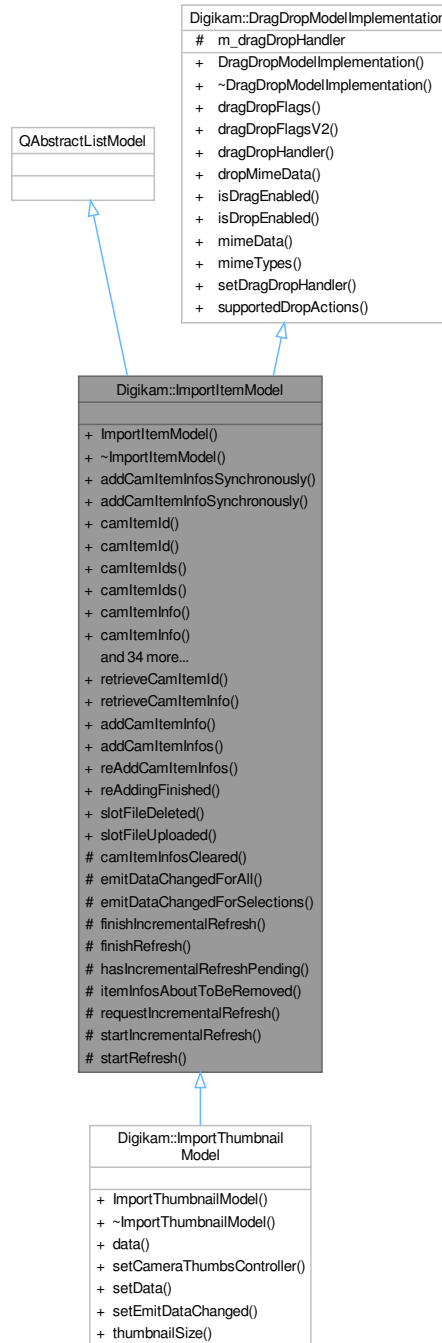 Digikam::DragDropModelImplementation
# m_dragDropHandler
+ DragDropModelImplementation()
+ ~DragDropModelImplementation()
+ dragDropFlags()
+ dragDropFlagsV2()
+ dragDropHandler()
+ dropMimeData()
+ isDragEnabled()
+ isDropEnabled()
+ mimeData()
+ mimeTypes()
+ setDragDropHandler()
+ supportedDropActions()
QAbstractListModel
Digikam::ImportItemModel
+ ImportItemModel()
+ ~ImportItemModel()
+ addCamItemInfosSynchronously()
+ addCamItemInfoSynchronously()
+ camItemId()
+ camItemId()
+ camItemIds()
+ camItemIds()
+ camItemInfo()
+ camItemInfo()
and 34 more...
+ retrieveCamItemId()
+ retrieveCamItemInfo()
+ addCamItemInfo()
+ addCamItemInfos()
+ reAddCamItemInfos()
+ reAddingFinished()
+ slotFileDeleted()
+ slotFileUploaded()
# camItemInfosCleared()
# emitDataChangedForAll()
# emitDataChangedForSelections()
# finishIncrementalRefresh()
# finishRefresh()
# hasIncrementalRefreshPending()
# itemInfosAboutToBeRemoved()
# requestIncrementalRefresh()
# startIncrementalRefresh()
# startRefresh()
Digikam::ImportThumbnail
Model
+ ImportThumbnailModel()
+ ~ImportThumbnailModel()
+ data()
+ setCameraThumbsController()
+ setData()
+ setEmitDataChanged()
+ thumbnailSize()